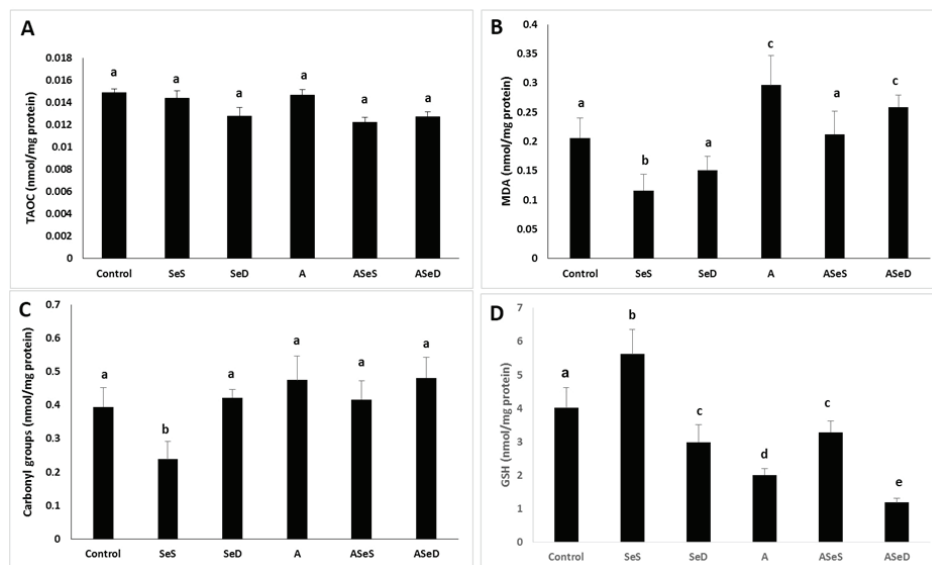 A
TAOC (nmol/mg protein)
0.018
0.016
0.014
0.012
0.01
0.008
0.006
0.004
0.002
0
a
a
a
a
a
a
Control SeS SeD A ASeS ASeD
B
MDA (nmol/mg protein)
0.4
0.35
0.3
0.25
0.2
0.15
0.1
0.05
0
a
b
a
c
a
c
Control SeS SeD A ASeS ASeD
C
Carbonyl groups (nmol/mg protein)
0.7
0.6
0.5
0.4
0.3
0.2
0.1
0
a
b
a
a
a
a
Control SeS SeD A ASeS ASeD
D
GSH (nmol/mg protein)
7
6
5
4
3
2
1
0
a
b
c
d
c
e
Control SeS SeD A ASeS ASeD